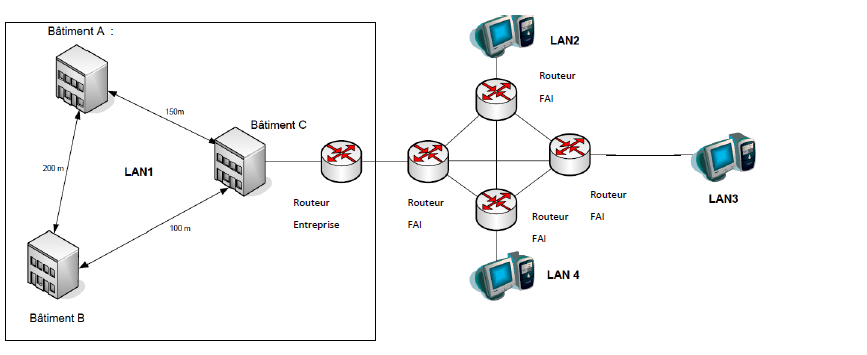 Bâtiment A  :
150m
Bâtiment C
200 m
LAN1
100 m
Bâtiment B
Routeur
Entreprise
Routeur
FAI
LAN2
Routeur
FAI
Routeur
FAI
Routeur
FAI
LAN3
LAN 4